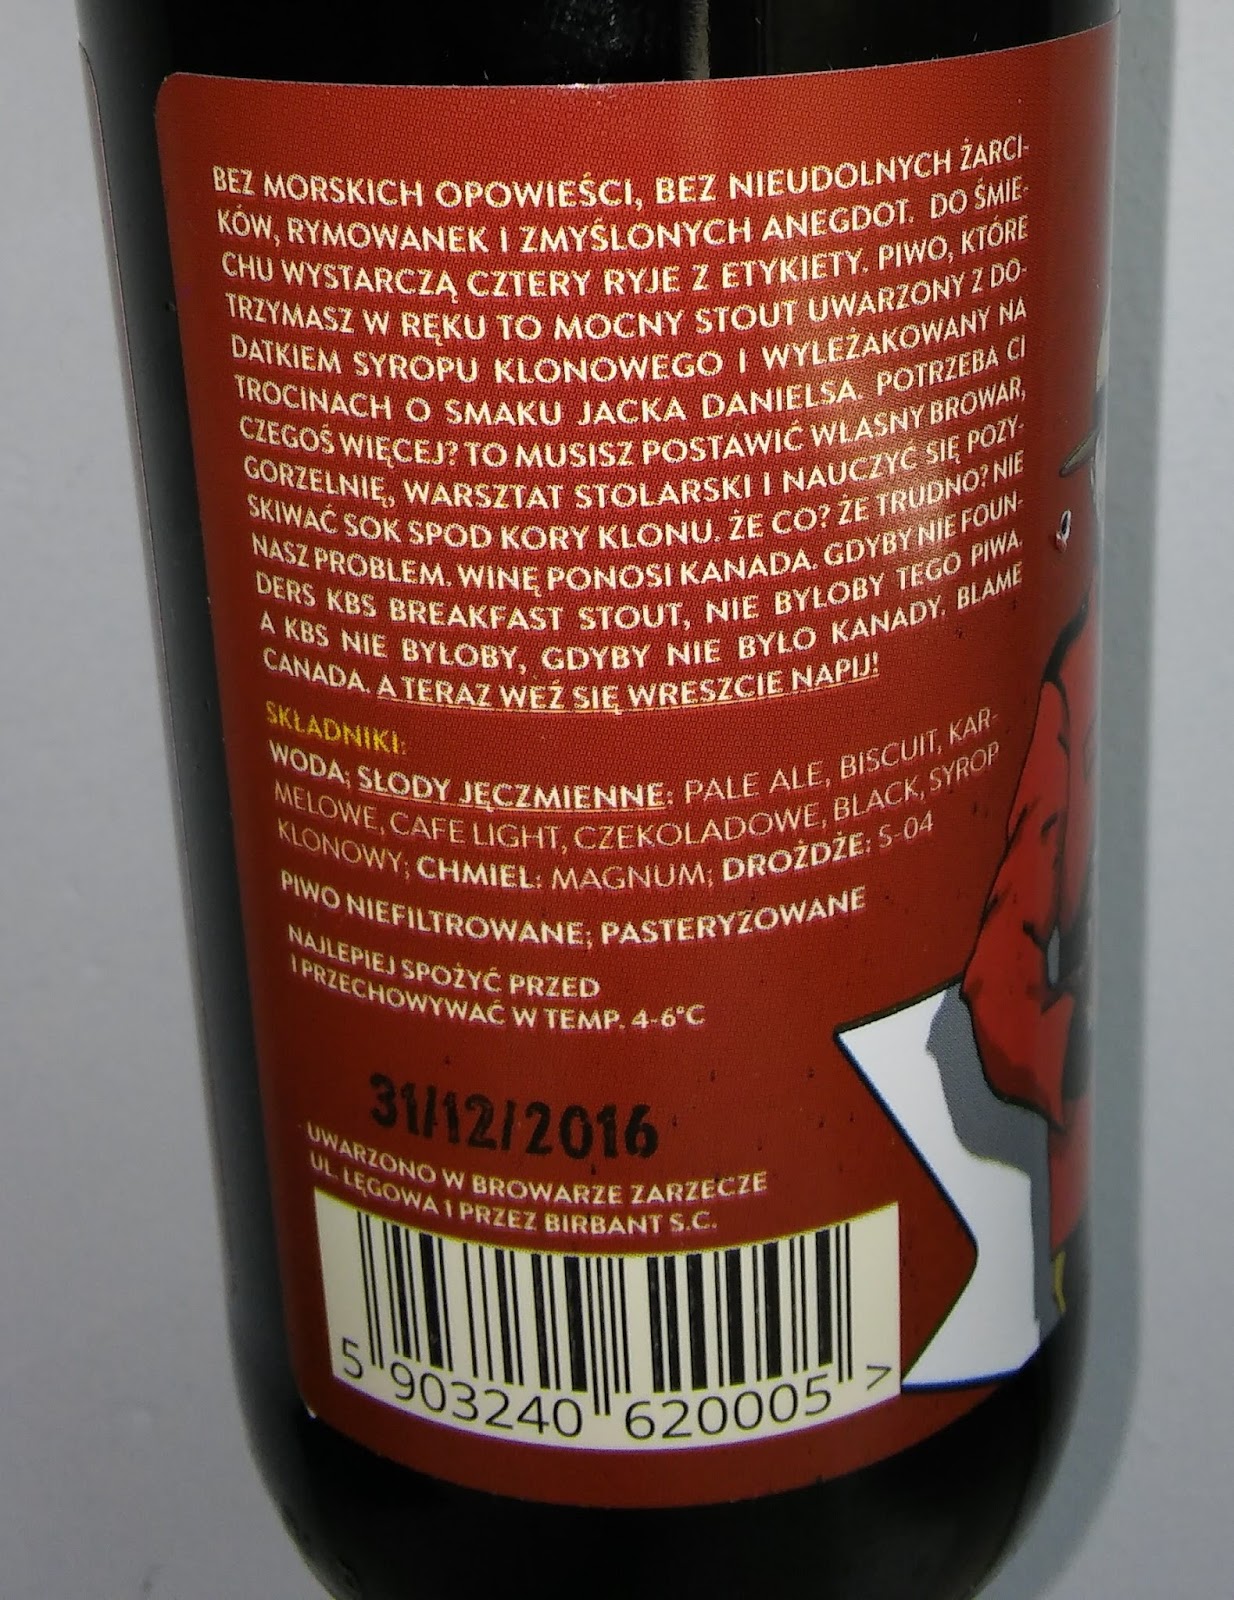 BEZ MORSKICH OPOWIEŚCI, BEZ NIEUDOLNYCH ŻARCI-
KÓW, RYMOWANEK I ZMYŚLONYCH ANEGDOT. DO ŚMIE-
CHU WYSTARCZĄ CZTERY RYJE Z ETYKIETY. PIWO, KTÓRE
TRZYMASZ W RĘKU TO MOCNY STOUT UWARZONY Z DO-
DATKIEM SYROPU KLONOWEGO I WYLEŻAKOWANY NA
TROCINACH O SMAKU JACKA DANIELSA. POTRZEBA CI
CZEGOŚ WIĘCEJ? TO MUSISZ POSTAWIĆ WŁASNY BROWAR,
GORZELNIĘ, WARSZTAT STOLARSKI I NAUCZYĆ SIĘ POZY-
SKIWAĆ SOK SPOD KORY KLONU. ŻE CO? ŻE TRUDNO? NIE
NASZ PROBLEM. WINĘ PONOSI KANADA. GDYBY NIE FOUN-
DERS KBS BREAKFAST STOUT, NIE BYŁOBY TEGO PIWA.
A KBS NIE BYŁOBY, GDYBY NIE BYŁO KANADY. BLAME
CANADA. A TERAZ WEŹ SIĘ WRESZCIE NAPIJ!
SKŁADNIKI:
WODA; SŁODY JĘCZMIENNE: PALE ALE, BISCUIT, KAR-
MELOWE, CAFE LIGHT, CZEKOLADOWE, BLACK, SYROP
KLONOWY; CHMIEL: MAGNUM; DROŻDŻE: S-04
PIWO NIEFILTROWANE; PASTERYZOWANE
NAJLEPIEJ SPOŻYĆ PRZED
I PRZECHOWYWAĆ W TEMP. 4-6°C
31/12/2016
UWARZONO W BROWARZE ZARZECZE
UL. ŁĘGOWA 1 PRZEZ BIRBANT S.C.
5 903240 620005 >